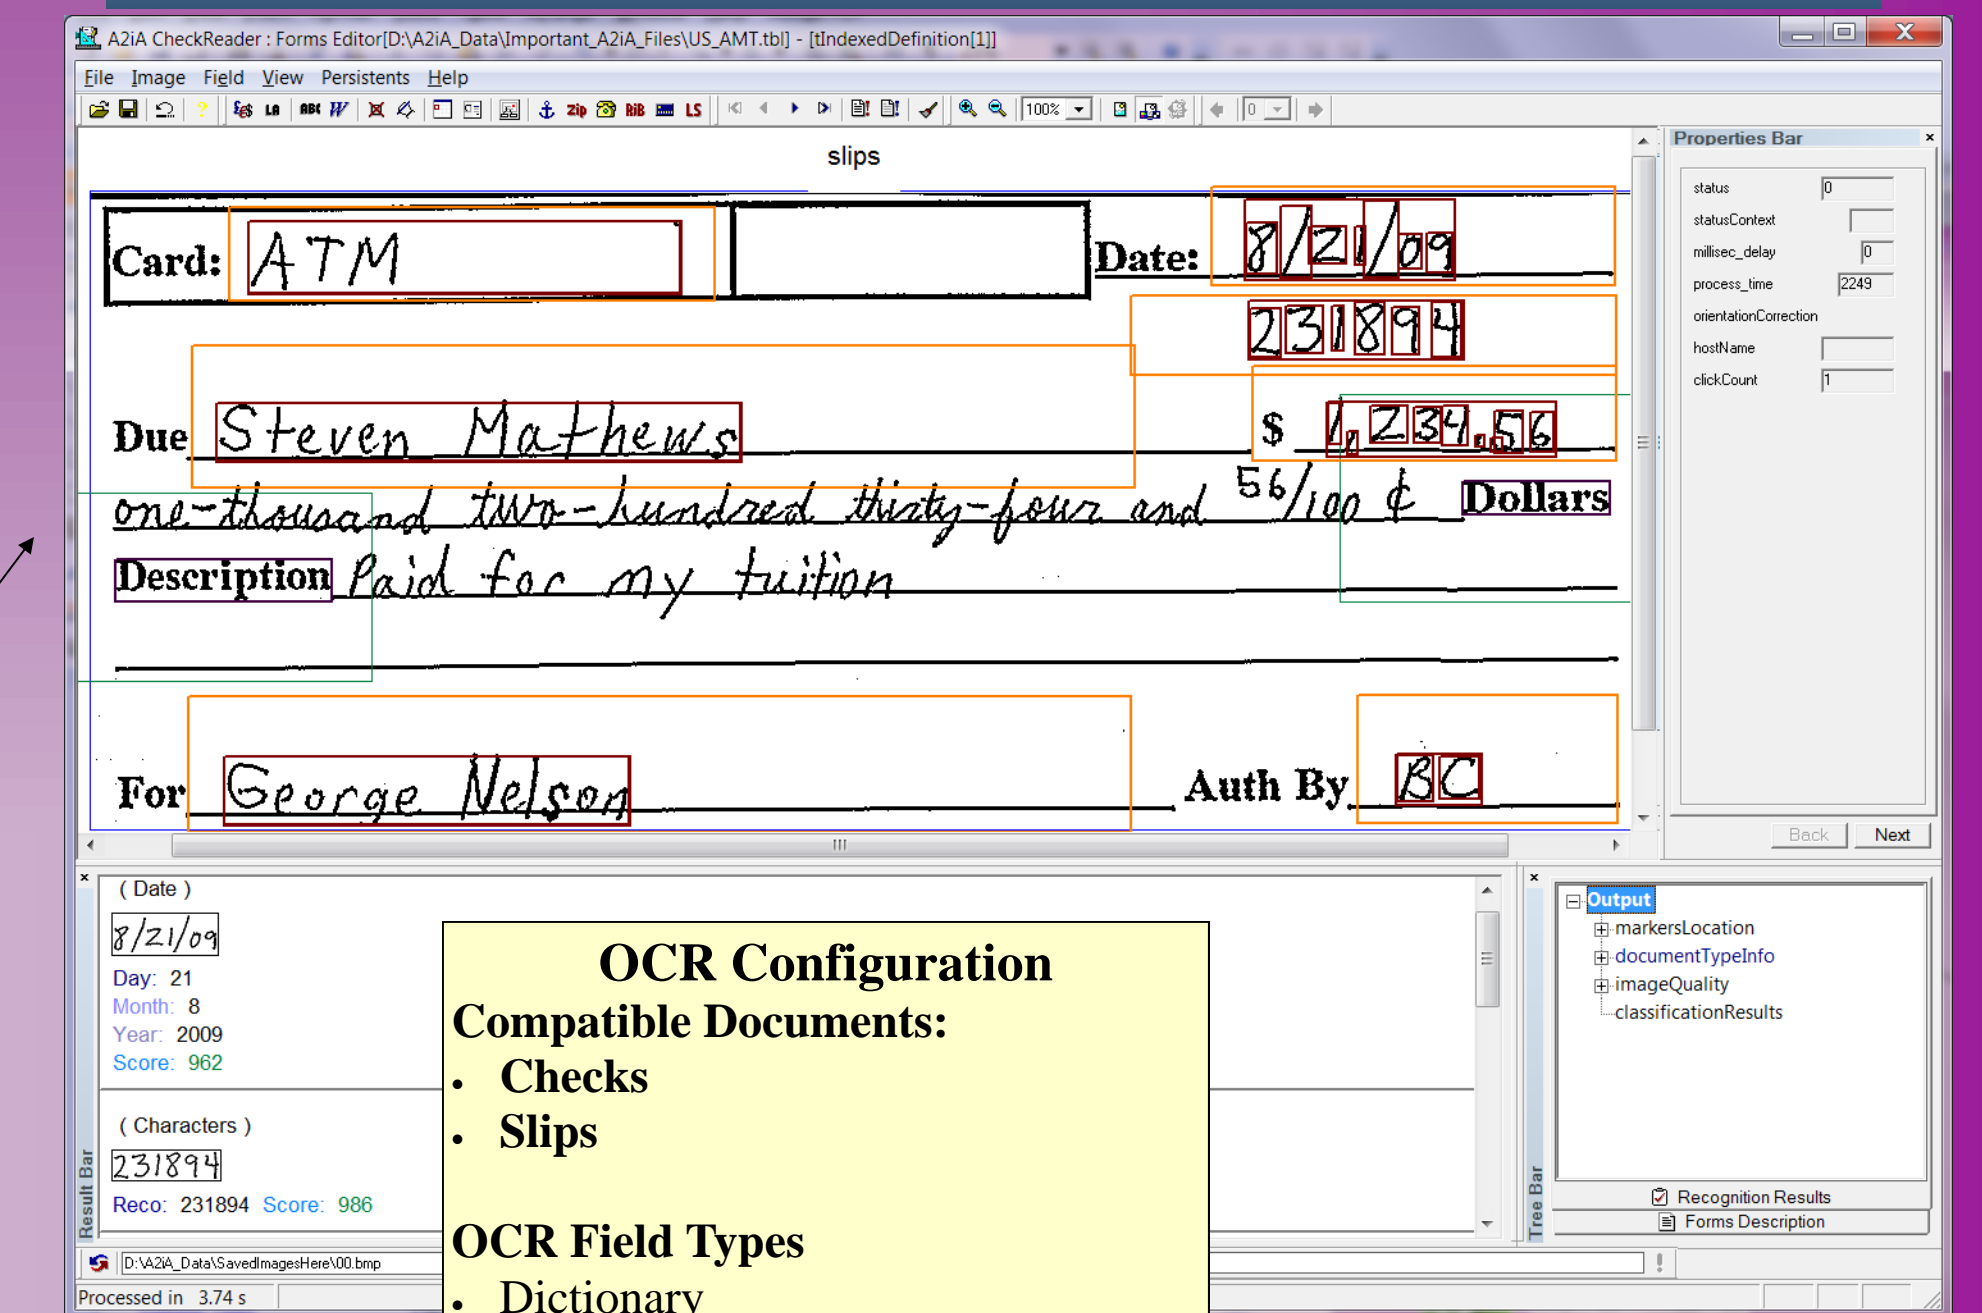 A2iA CheckReader : Forms Editor[D:\A2iA_Data\Important_A2iA_Files\US_AMT.tbl] - [tIndexedDefinition[1]]
File Image Field View Persistents Help
LA ABC W Zip RIB LS 100% 0
slips
Card: ATM Date: 8/21/09
231894
Due Steven Mathews $ 1,234.56
one-thousand two-hundred thirty-four and 56/100 ¢ Dollars
Description Paid for my tuition
For George Nelson Auth By BC
Properties Bar
status 0
statusContext
millisec_delay 0
process_time 2249
orientationCorrection
hostName
clickCount 1
Back Next
Result Bar
( Date )
8/21/09
Day: 21
Month: 8
Year: 2009
Score: 962
( Characters )
231894
Reco: 231894 Score: 986
OCR Configuration
Compatible Documents:
• Checks
• Slips
OCR Field Types
• Dictionary
Tree Bar
Output
markersLocation
documentTypeInfo
imageQuality
classificationResults
Recognition Results
Forms Description
D:\A2iA_Data\SavedImagesHere\00.bmp
Processed in 3.74 s